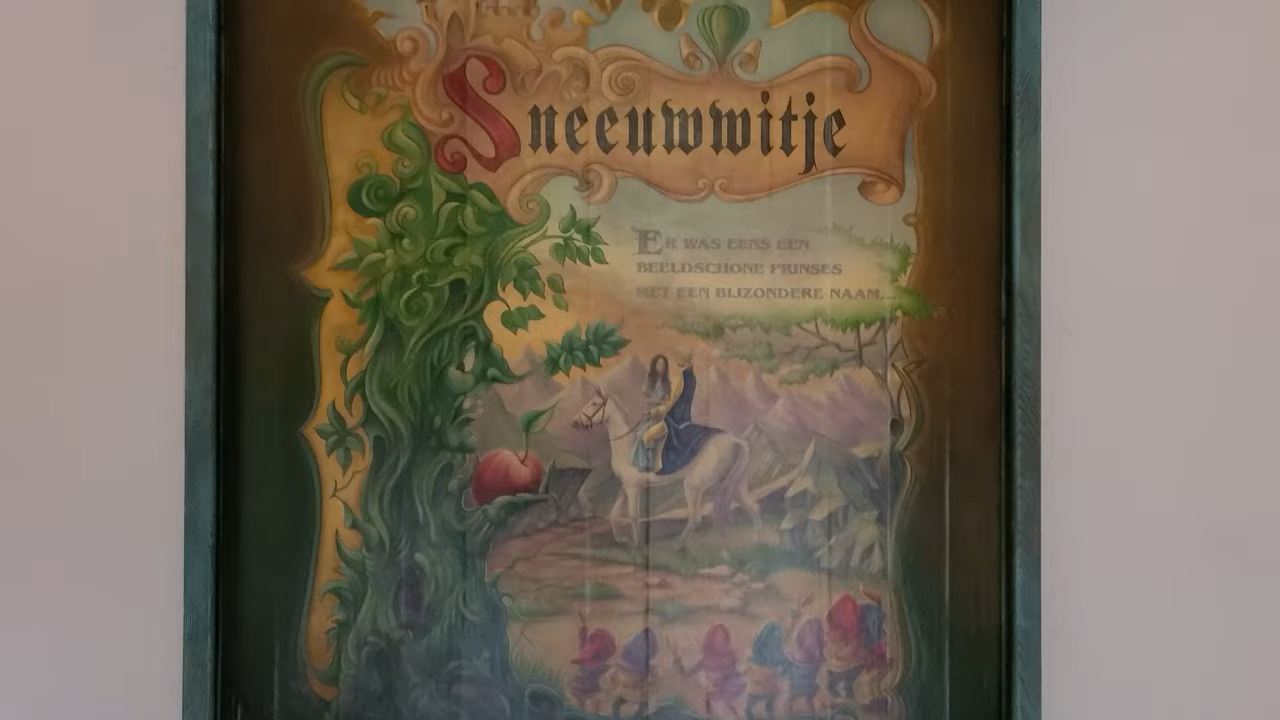 Sneeuwwitje
ER WAS EENS EEN
BEELDSCHONE PRINSES
MET EEN BIJZONDERE NAAM...